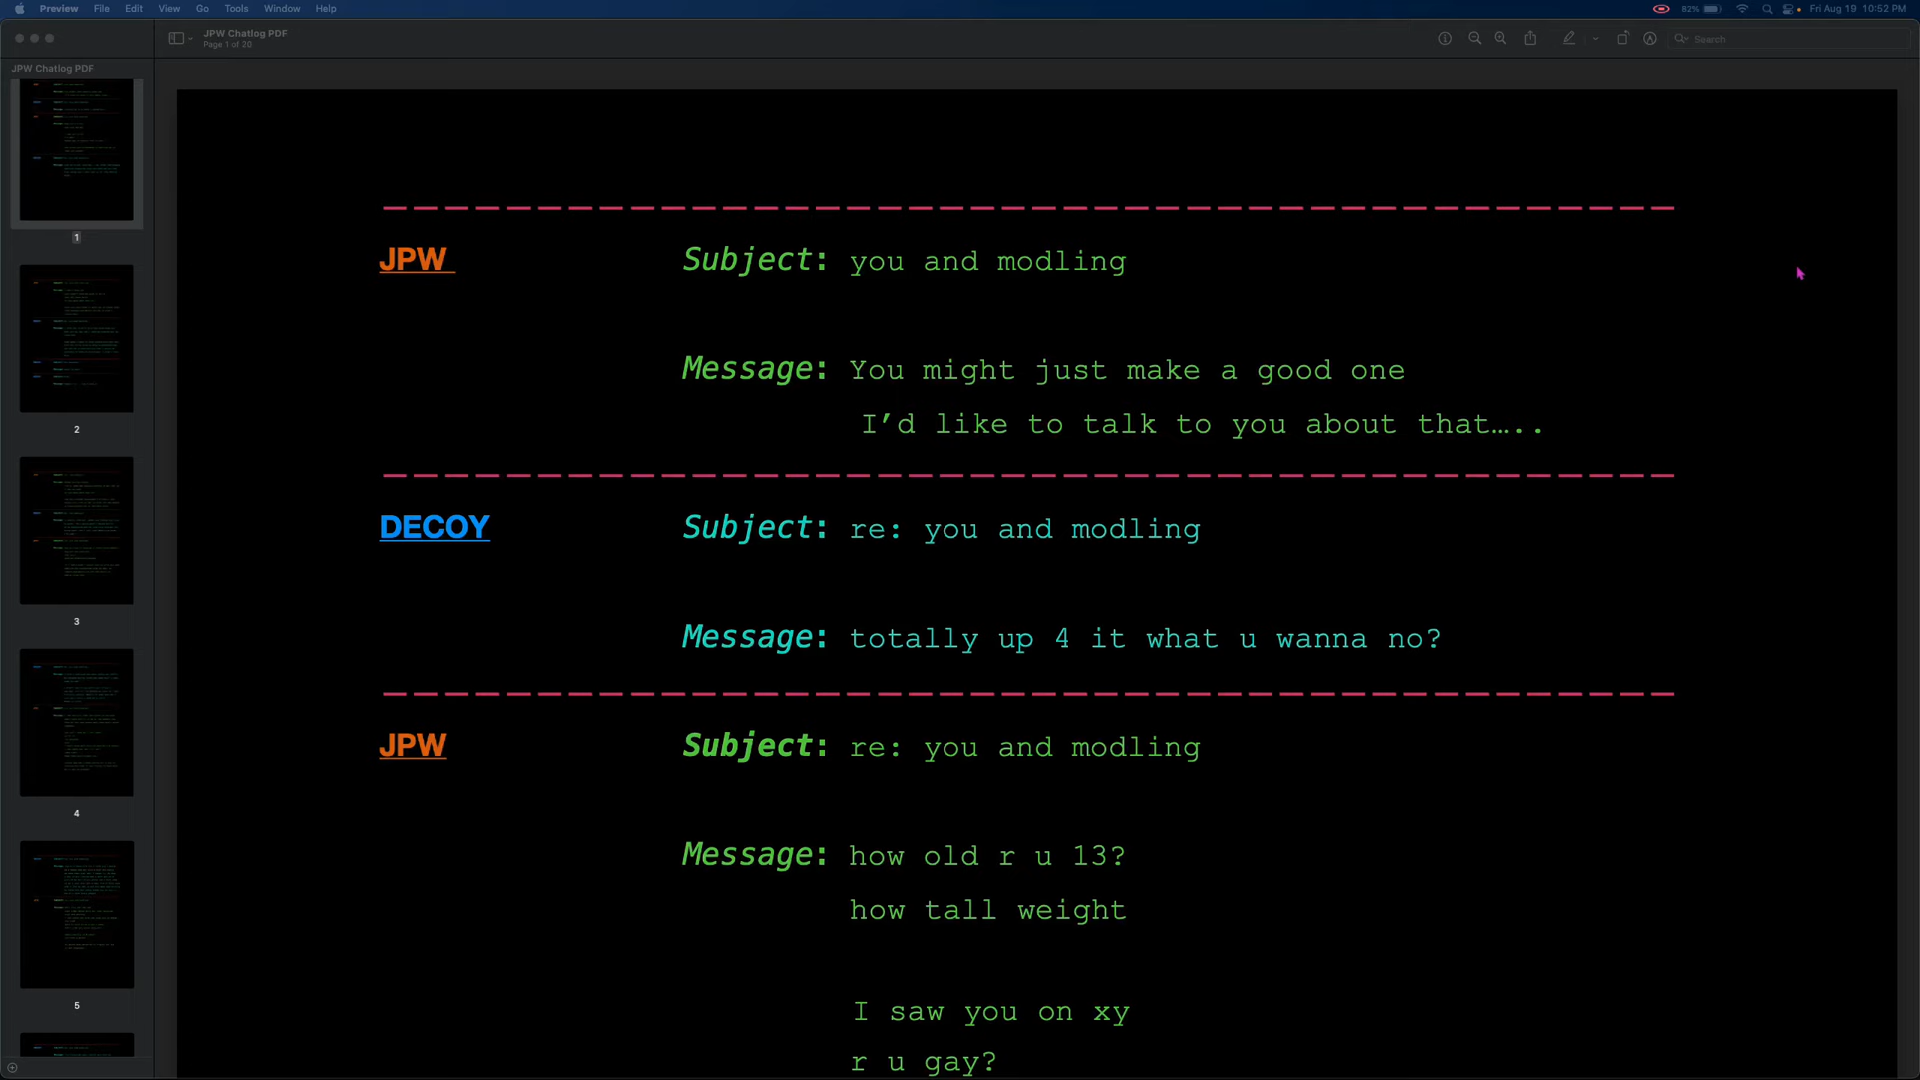 Preview File Edit View Go Tools Window Help 82% Fri Aug 19 10:52 PM
JPW Chatlog PDF
Page 1 of 20
Search
JPW Chatlog PDF
1
2
3
4
5
JPW Subject: you and modling
Message: You might just make a good one
I’d like to talk to you about that…..
DECOY Subject: re: you and modling
Message: totally up 4 it what u wanna no?
JPW Subject: re: you and modling
Message: how old r u 13?
how tall weight
I saw you on xy
r u gay?